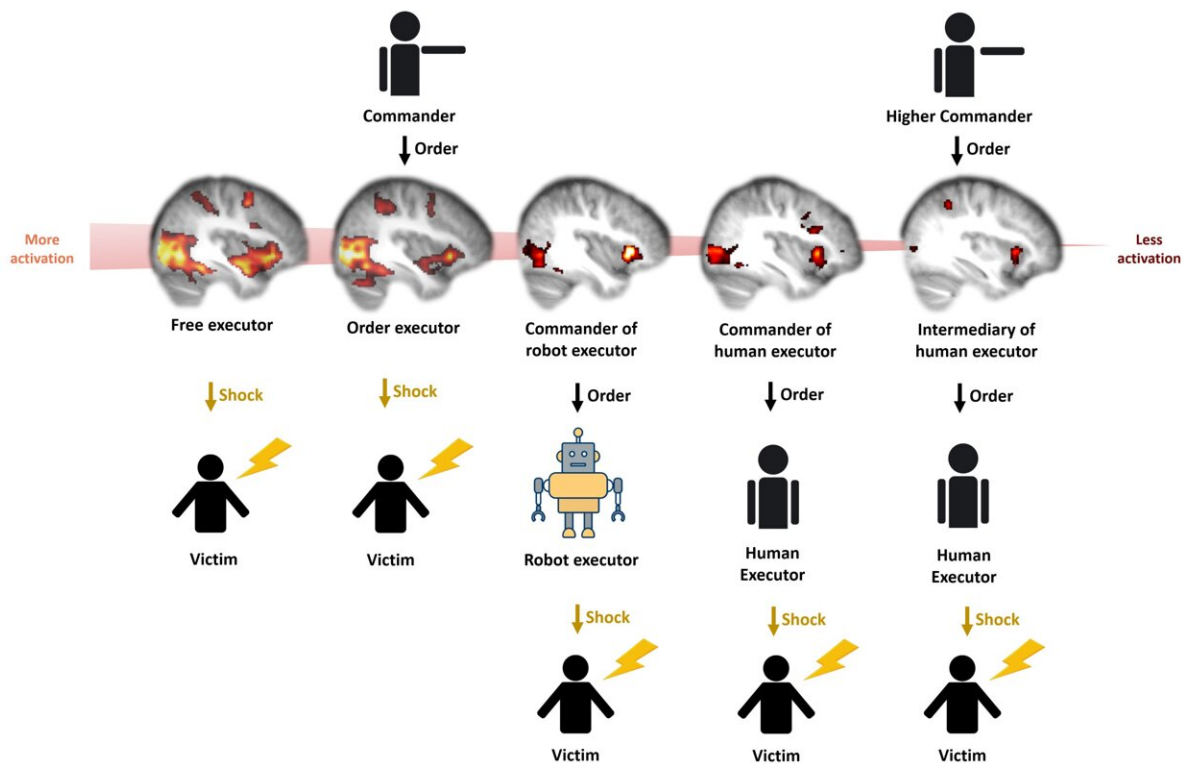 Commander
Order
Higher Commander
Order
More
activation
Less
activation
Free executor
Order executor
Commander of
robot executor
Commander of
human executor
Intermediary of
human executor
Shock
Shock
Order
Order
Order
Victim
Victim
Robot executor
Human
Executor
Human
Executor
Shock
Shock
Shock
Victim
Victim
Victim